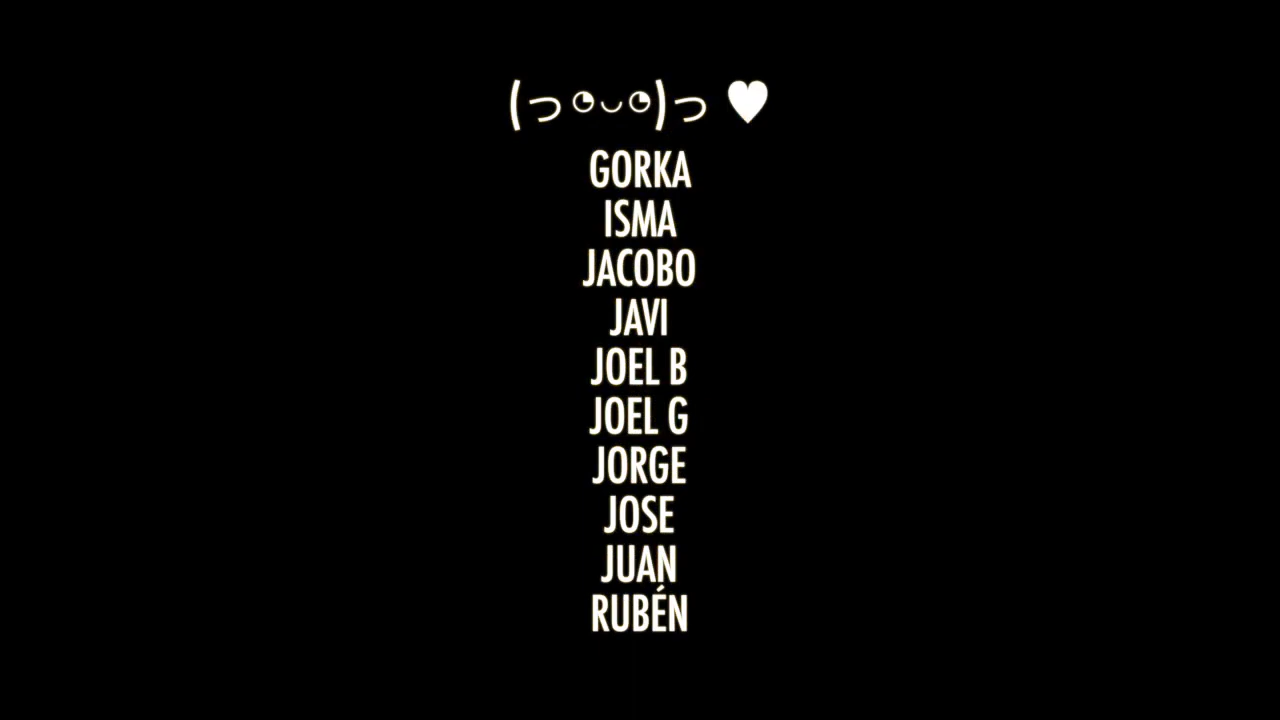 (っ◔◡◔)っ ♥
GORKA
ISMA
JACOBO
JAVI
JOEL B
JOEL G
JORGE
JOSE
JUAN
RUBÉN